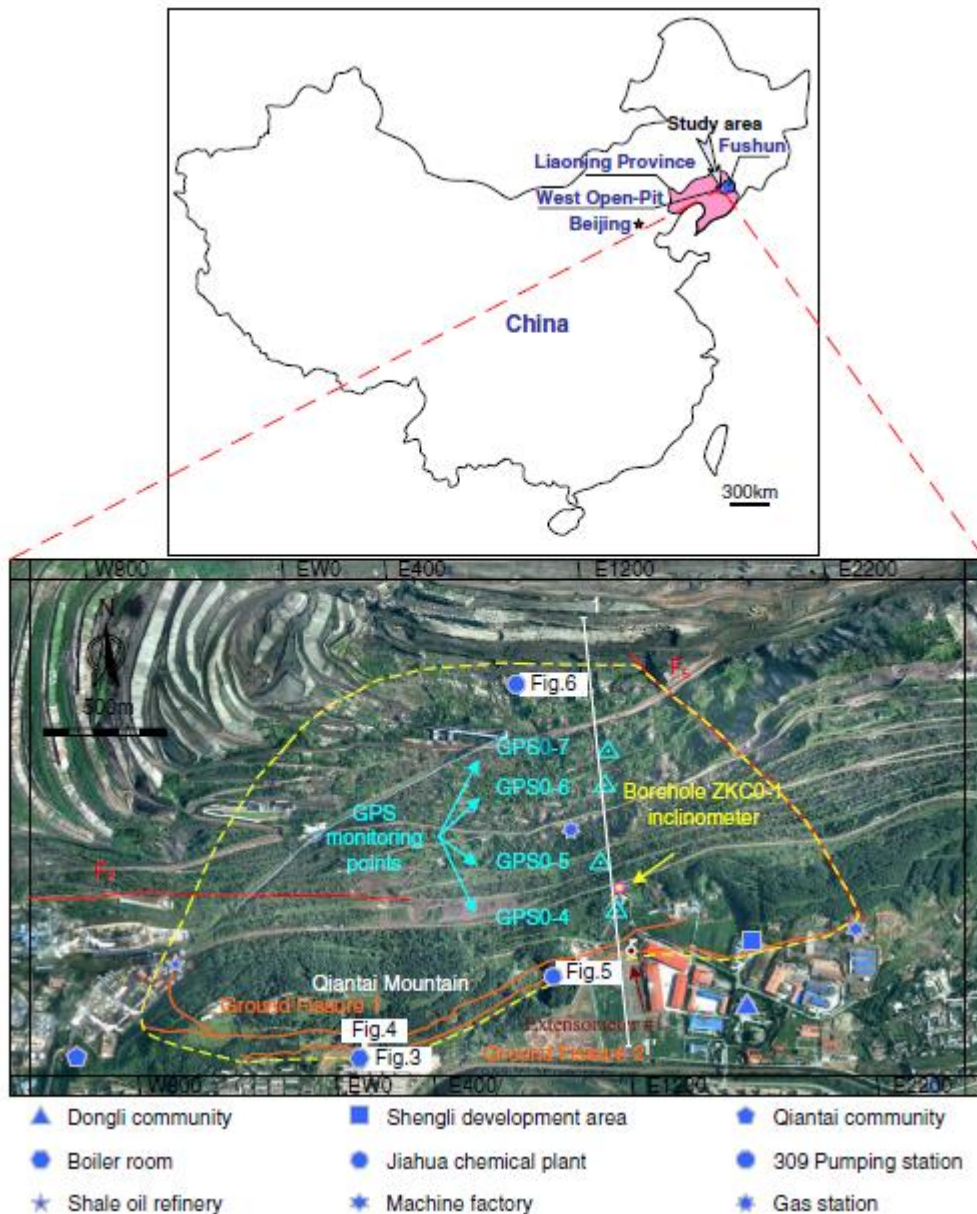 Study area
Fushun
Liaoning Province
West Open-Pit
Beijing
China
300km
W800 EW0 E400 E1200 E2200
N
500m
F5
Fig.6
GPS0-7
GPS0-6
Borehole ZKC0-1
inclinometer
GPS
monitoring
points
GPS0-5
F2
GPS0-4
Qiantai Mountain
Fig.5
Ground Fissure 1
Fig.4
Extensometer
Ground Fissure 2
1'
Fig.3
W800 EW0 E400 E1200 E2200
Dongli community Shengli development area Qiantai community
Boiler room Jiahua chemical plant 309 Pumping station
Shale oil refinery Machine factory Gas station